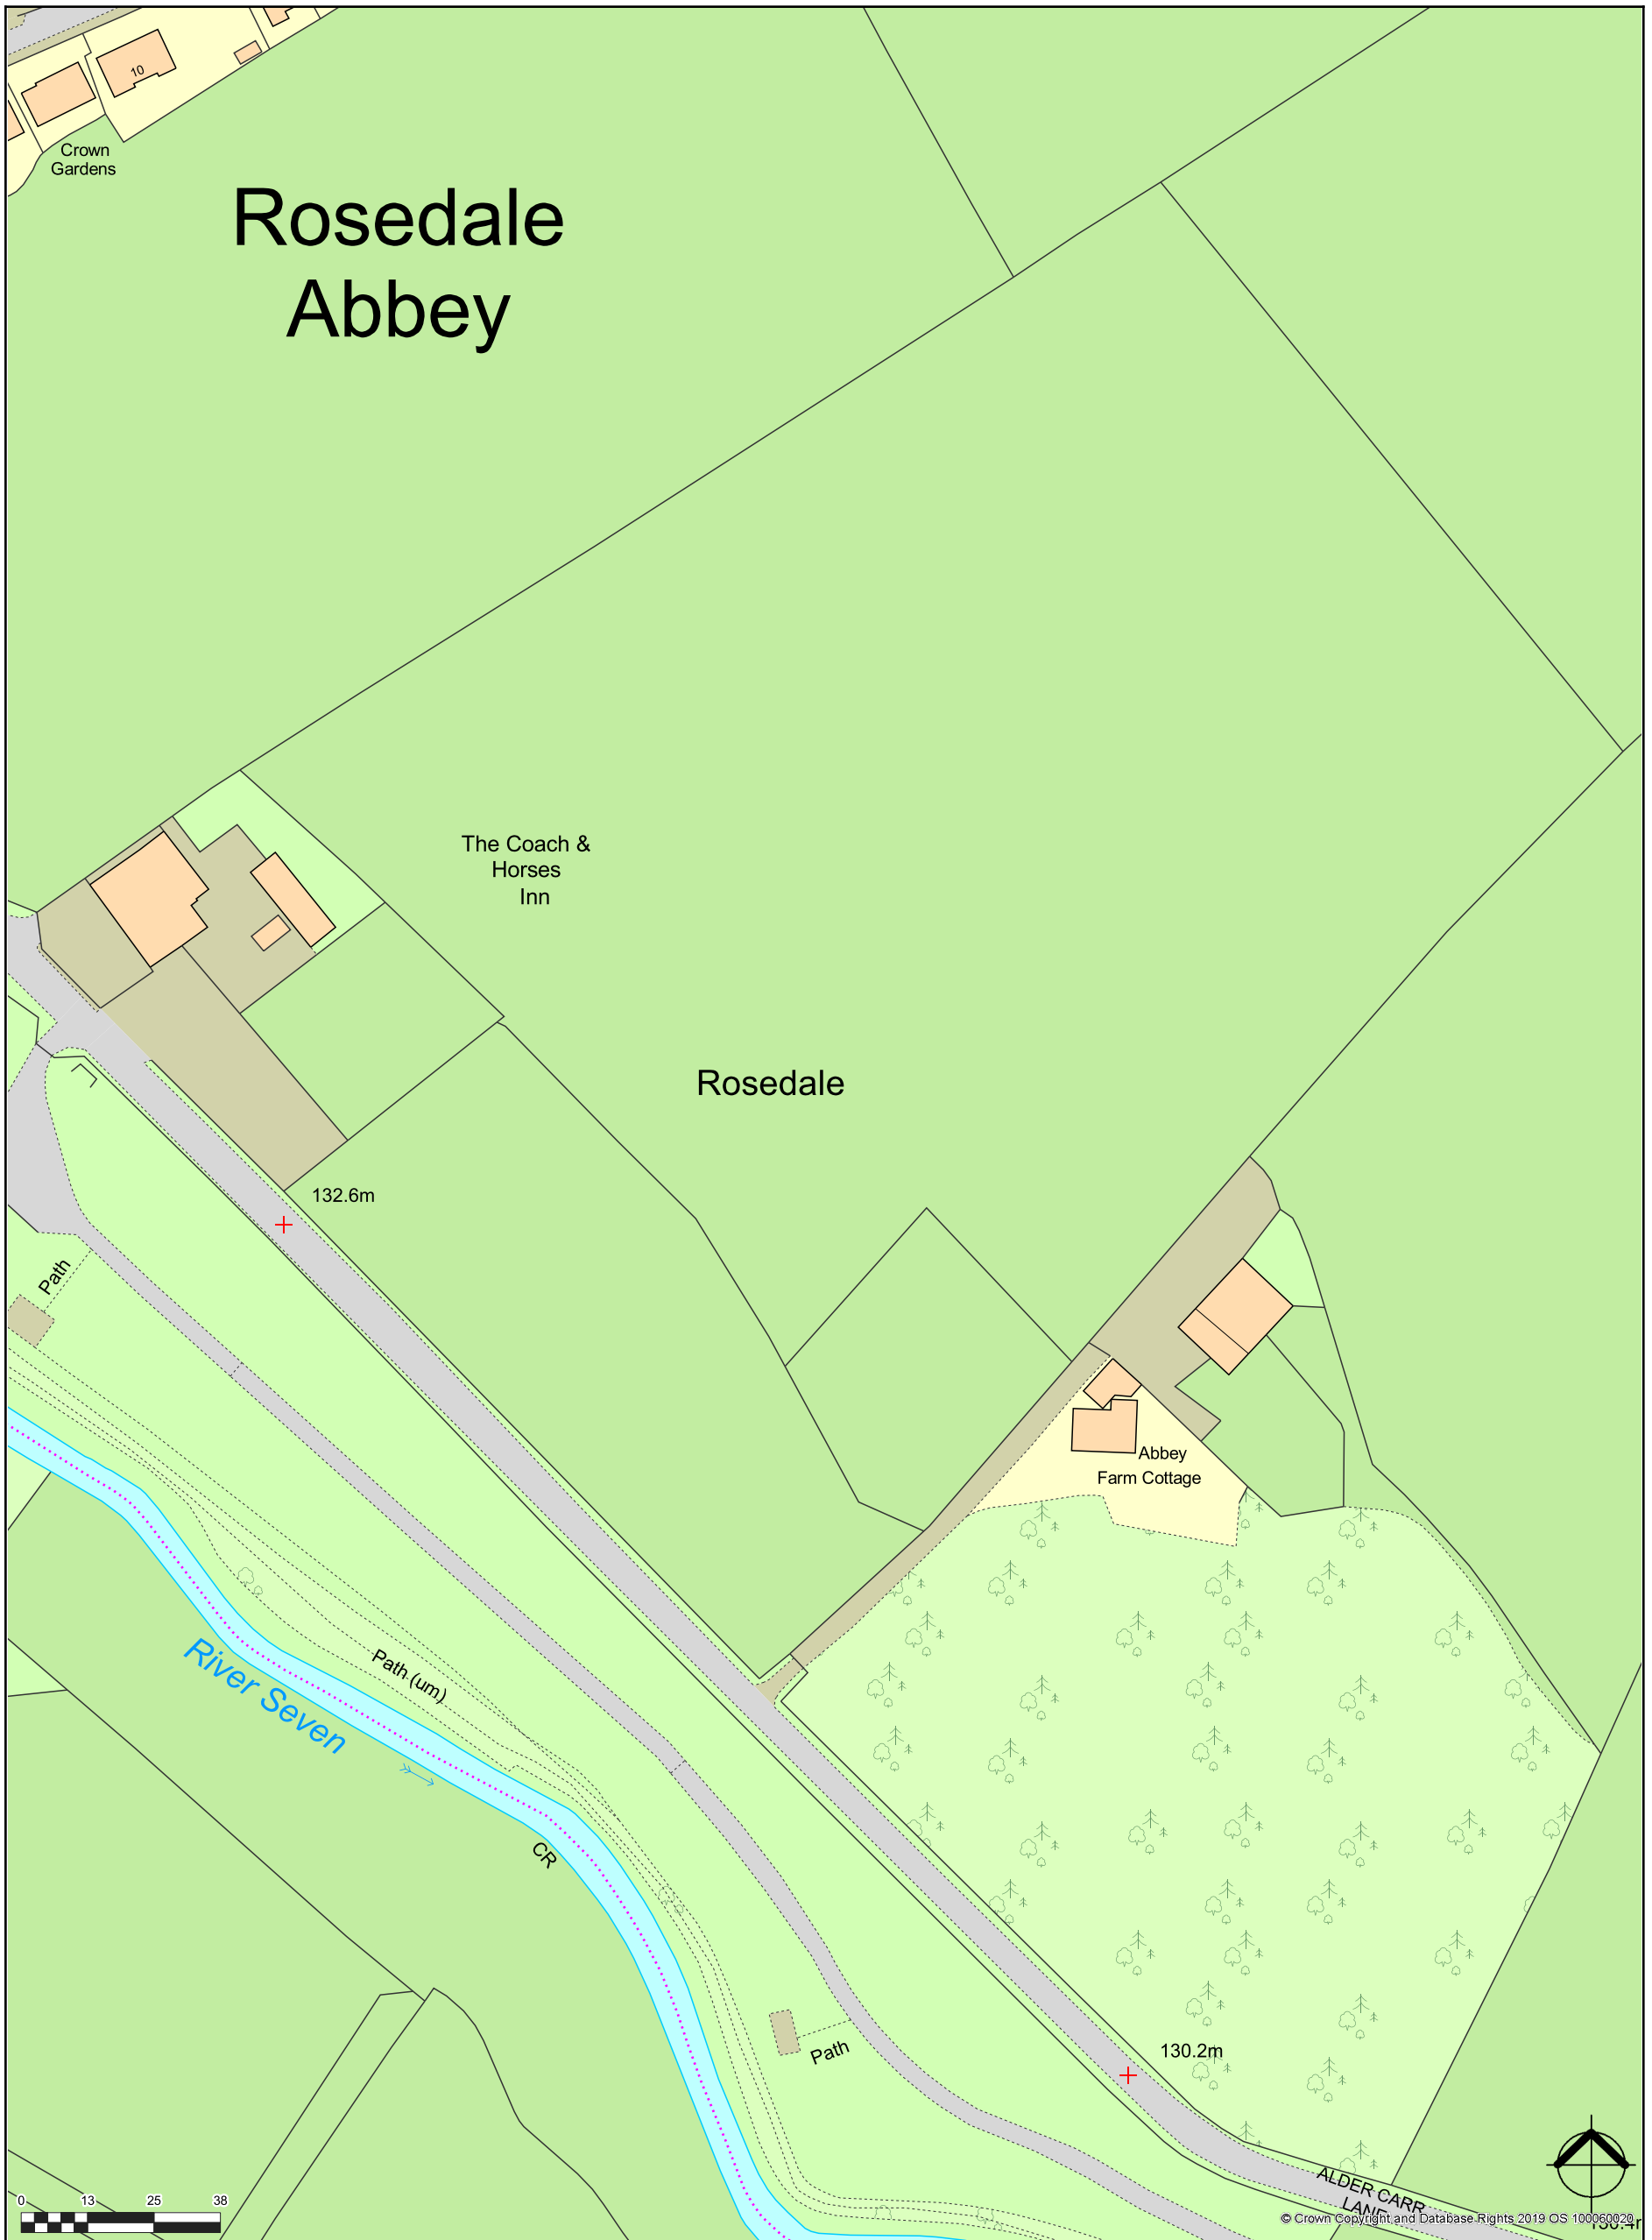 10
Crown
Gardens
Rosedale
Abbey
The Coach &
Horses
Inn
Rosedale
132.6m
Path
Abbey
Farm Cottage
River Seven
Path (um)
CR
Path
130.2m
ALDER CARR
LANE
0 13 25 38
© Crown Copyright and Database Rights 2019 OS 100060020